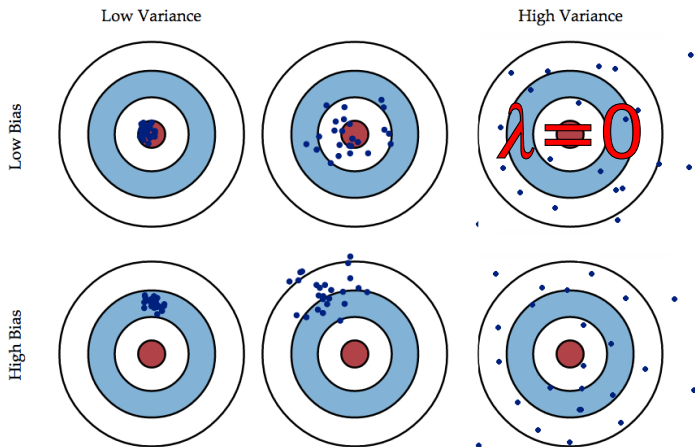 Low Variance
High Variance
Low Bias
λ = 0
High Bias